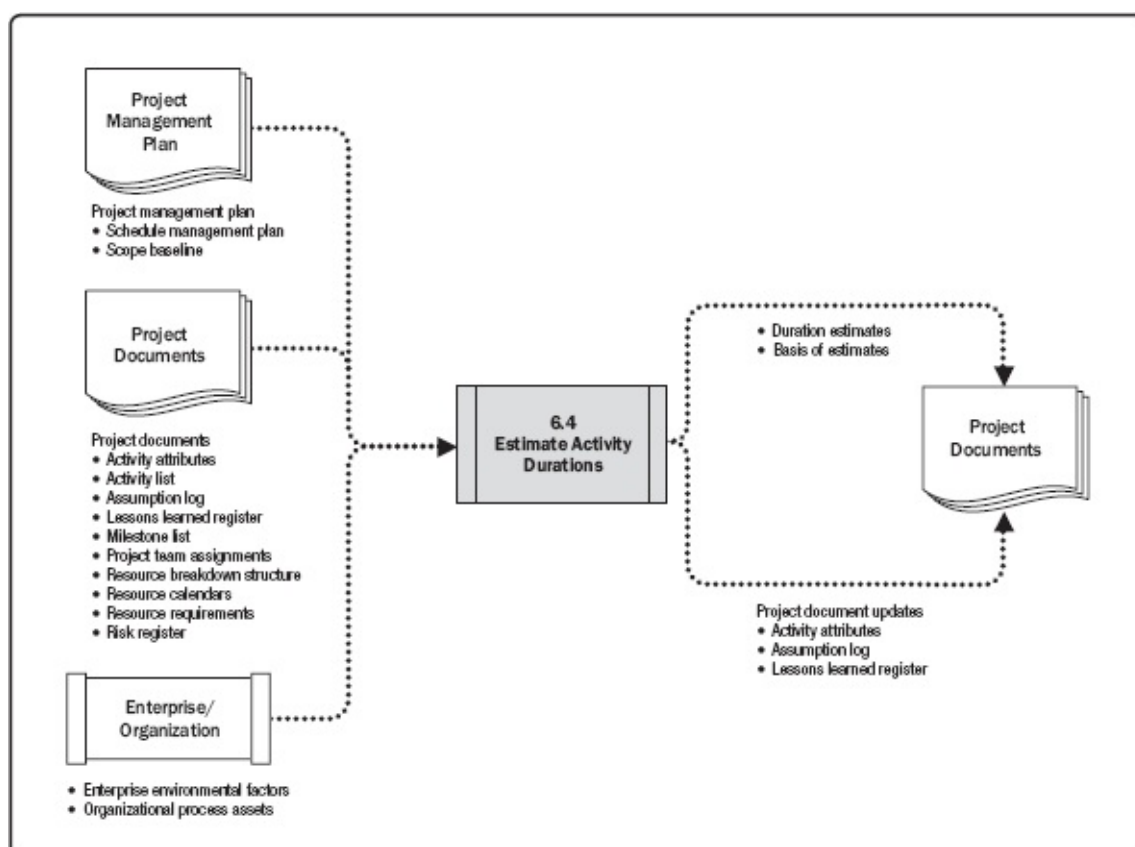 Project
Management
Plan
Project management plan
• Schedule management plan
• Scope baseline
Project
Documents
Project documents
• Activity attributes
• Activity list
• Assumption log
• Lessons learned register
• Milestone list
• Project team assignments
• Resource breakdown structure
• Resource calendars
• Resource requirements
• Risk register
Enterprise/
Organization
• Enterprise environmental factors
• Organizational process assets
6.4
Estimate Activity
Durations
• Duration estimates
• Basis of estimates
Project
Documents
Project document updates
• Activity attributes
• Assumption log
• Lessons learned register